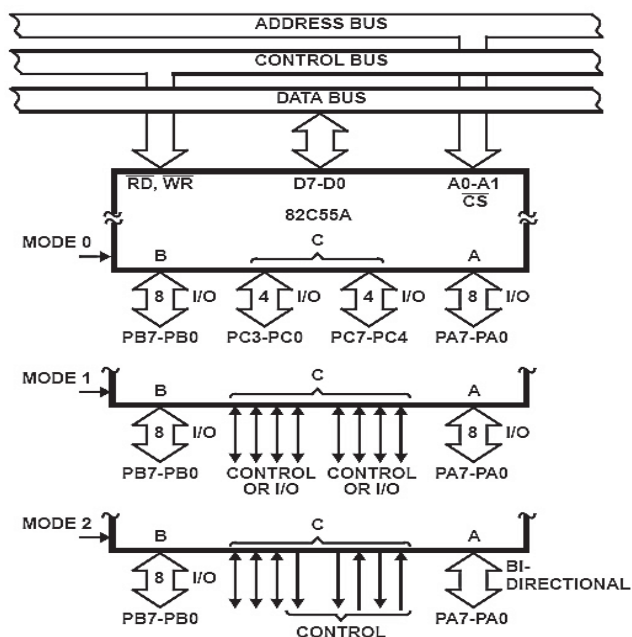 ADDRESS BUS
CONTROL BUS
DATA BUS
RD, WR D7-D0 A0-A1
CS
82C55A
MODE 0
B C A
8 I/O 4 I/O 4 I/O 8 I/O
PB7-PB0 PC3-PC0 PC7-PC4 PA7-PA0
MODE 1
B C A
8 I/O 8 I/O
PB7-PB0 CONTROL CONTROL PA7-PA0
OR I/O OR I/O
MODE 2
B C A
8 I/O BI-
DIRECTIONAL
PB7-PB0 PA7-PA0
CONTROL